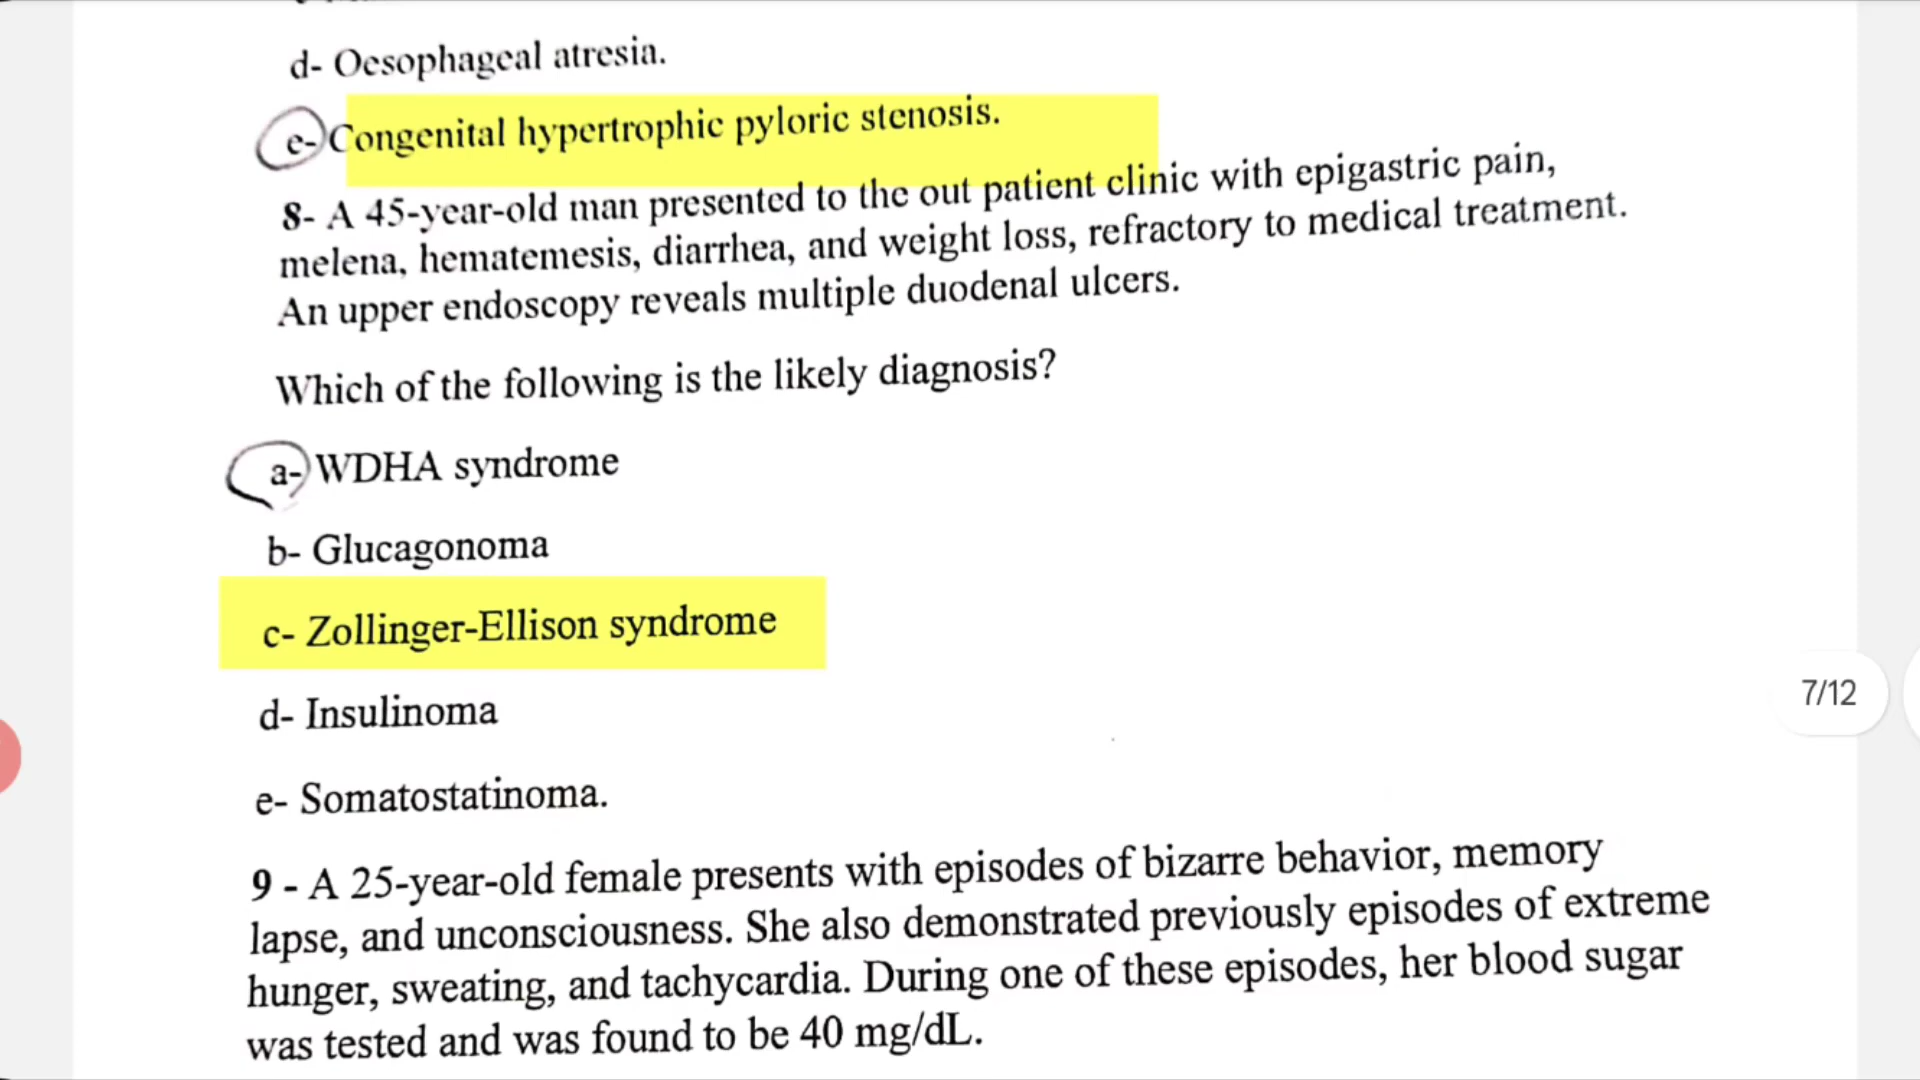 d- Oesophageal atresia.
e- Congenital hypertrophic pyloric stenosis.
8- A 45-year-old man presented to the out patient clinic with epigastric pain,
melena, hematemesis, diarrhea, and weight loss, refractory to medical treatment.
An upper endoscopy reveals multiple duodenal ulcers.
Which of the following is the likely diagnosis?
a- WDHA syndrome
b- Glucagonoma
c- Zollinger-Ellison syndrome
d- Insulinoma
7/12
e- Somatostatinoma.
9 - A 25-year-old female presents with episodes of bizarre behavior, memory
lapse, and unconsciousness. She also demonstrated previously episodes of extreme
hunger, sweating, and tachycardia. During one of these episodes, her blood sugar
was tested and was found to be 40 mg/dL.